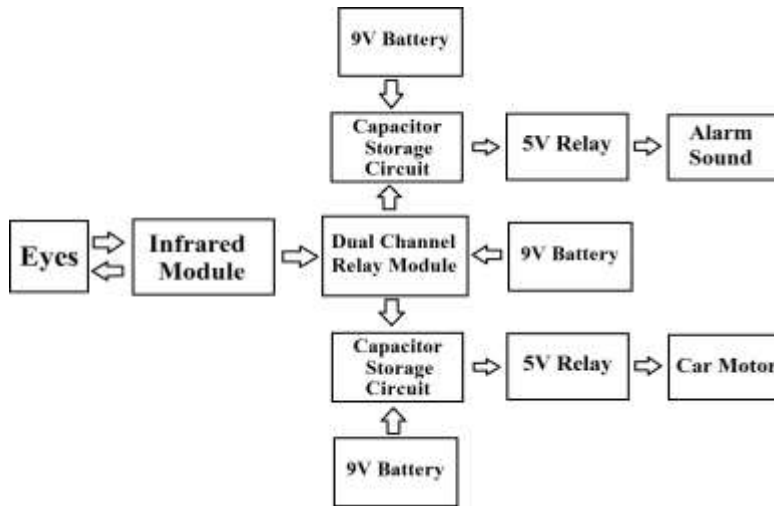 9V Battery
Capacitor
Storage
Circuit
5V Relay
Alarm
Sound
Eyes
Infrared
Module
Dual Channel
Relay Module
9V Battery
Capacitor
Storage
Circuit
5V Relay
Car Motor
9V Battery